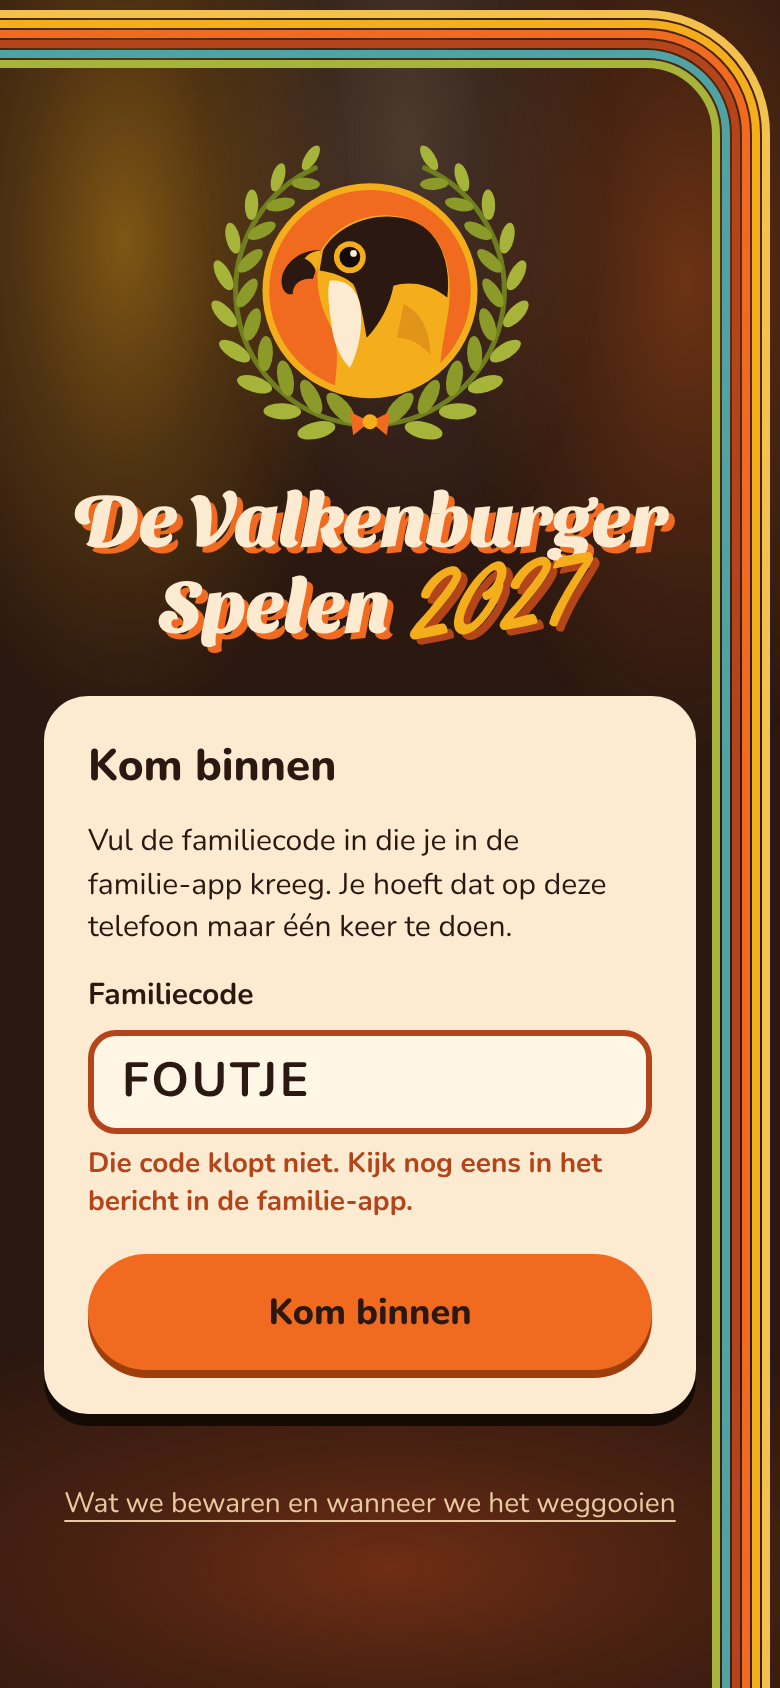 De Valkenburger
Spelen 2027
Kom binnen
Vul de familiecode in die je in de
familie-app kreeg. Je hoeft dat op deze
telefoon maar één keer te doen.
Familiecode
FOUTJE
Die code klopt niet. Kijk nog eens in het
bericht in de familie-app.
Kom binnen
Wat we bewaren en wanneer we het weggooien